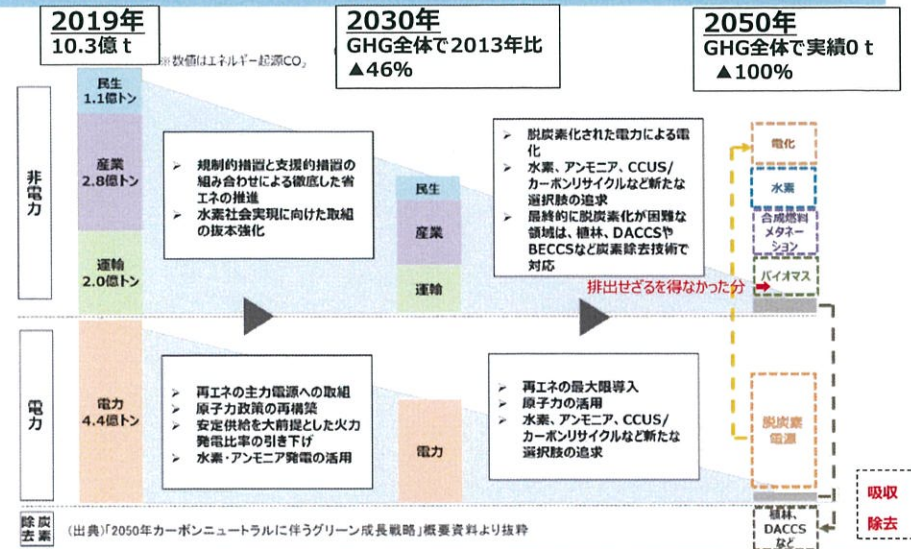 2019年
10.3億 t
2030年
GHG全体で2013年比
▲46%
2050年
GHG全体で実績0 t
▲100%
※数値はエネルギー起源CO₂
非電力
民生
1.1億トン
産業
2.8億トン
運輸
2.0億トン
➢ 規制的措置と支援的措置の
組み合わせによる徹底した省
エネの推進
➢ 水素社会実現に向けた取組
の抜本強化
民生
産業
運輸
➢ 脱炭素化された電力による電
化
➢ 水素、アンモニア、CCUS/
カーボンリサイクルなど新たな
選択肢の追求
➢ 最終的に脱炭素化が困難な
領域は、植林、DACCSや
BECCSなど炭素除去技術で
対応
排出せざるを得なかった分
電化
水素
合成燃料
メタネー
ション
バイオマス
電力
電力
4.4億トン
➢ 再エネの主力電源への取組
➢ 原子力政策の再構築
➢ 安定供給を大前提とした火力
発電比率の引き下げ
➢ 水素・アンモニア発電の活用
電力
➢ 再エネの最大限導入
➢ 原子力の活用
➢ 水素、アンモニア、CCUS/
カーボンリサイクルなど新たな
選択肢の追求
脱炭素
電源
吸収
除去
炭素除去
(出典)「2050年カーボンニュートラルに伴うグリーン成長戦略」概要資料より抜粋
植林、
DACCS
など